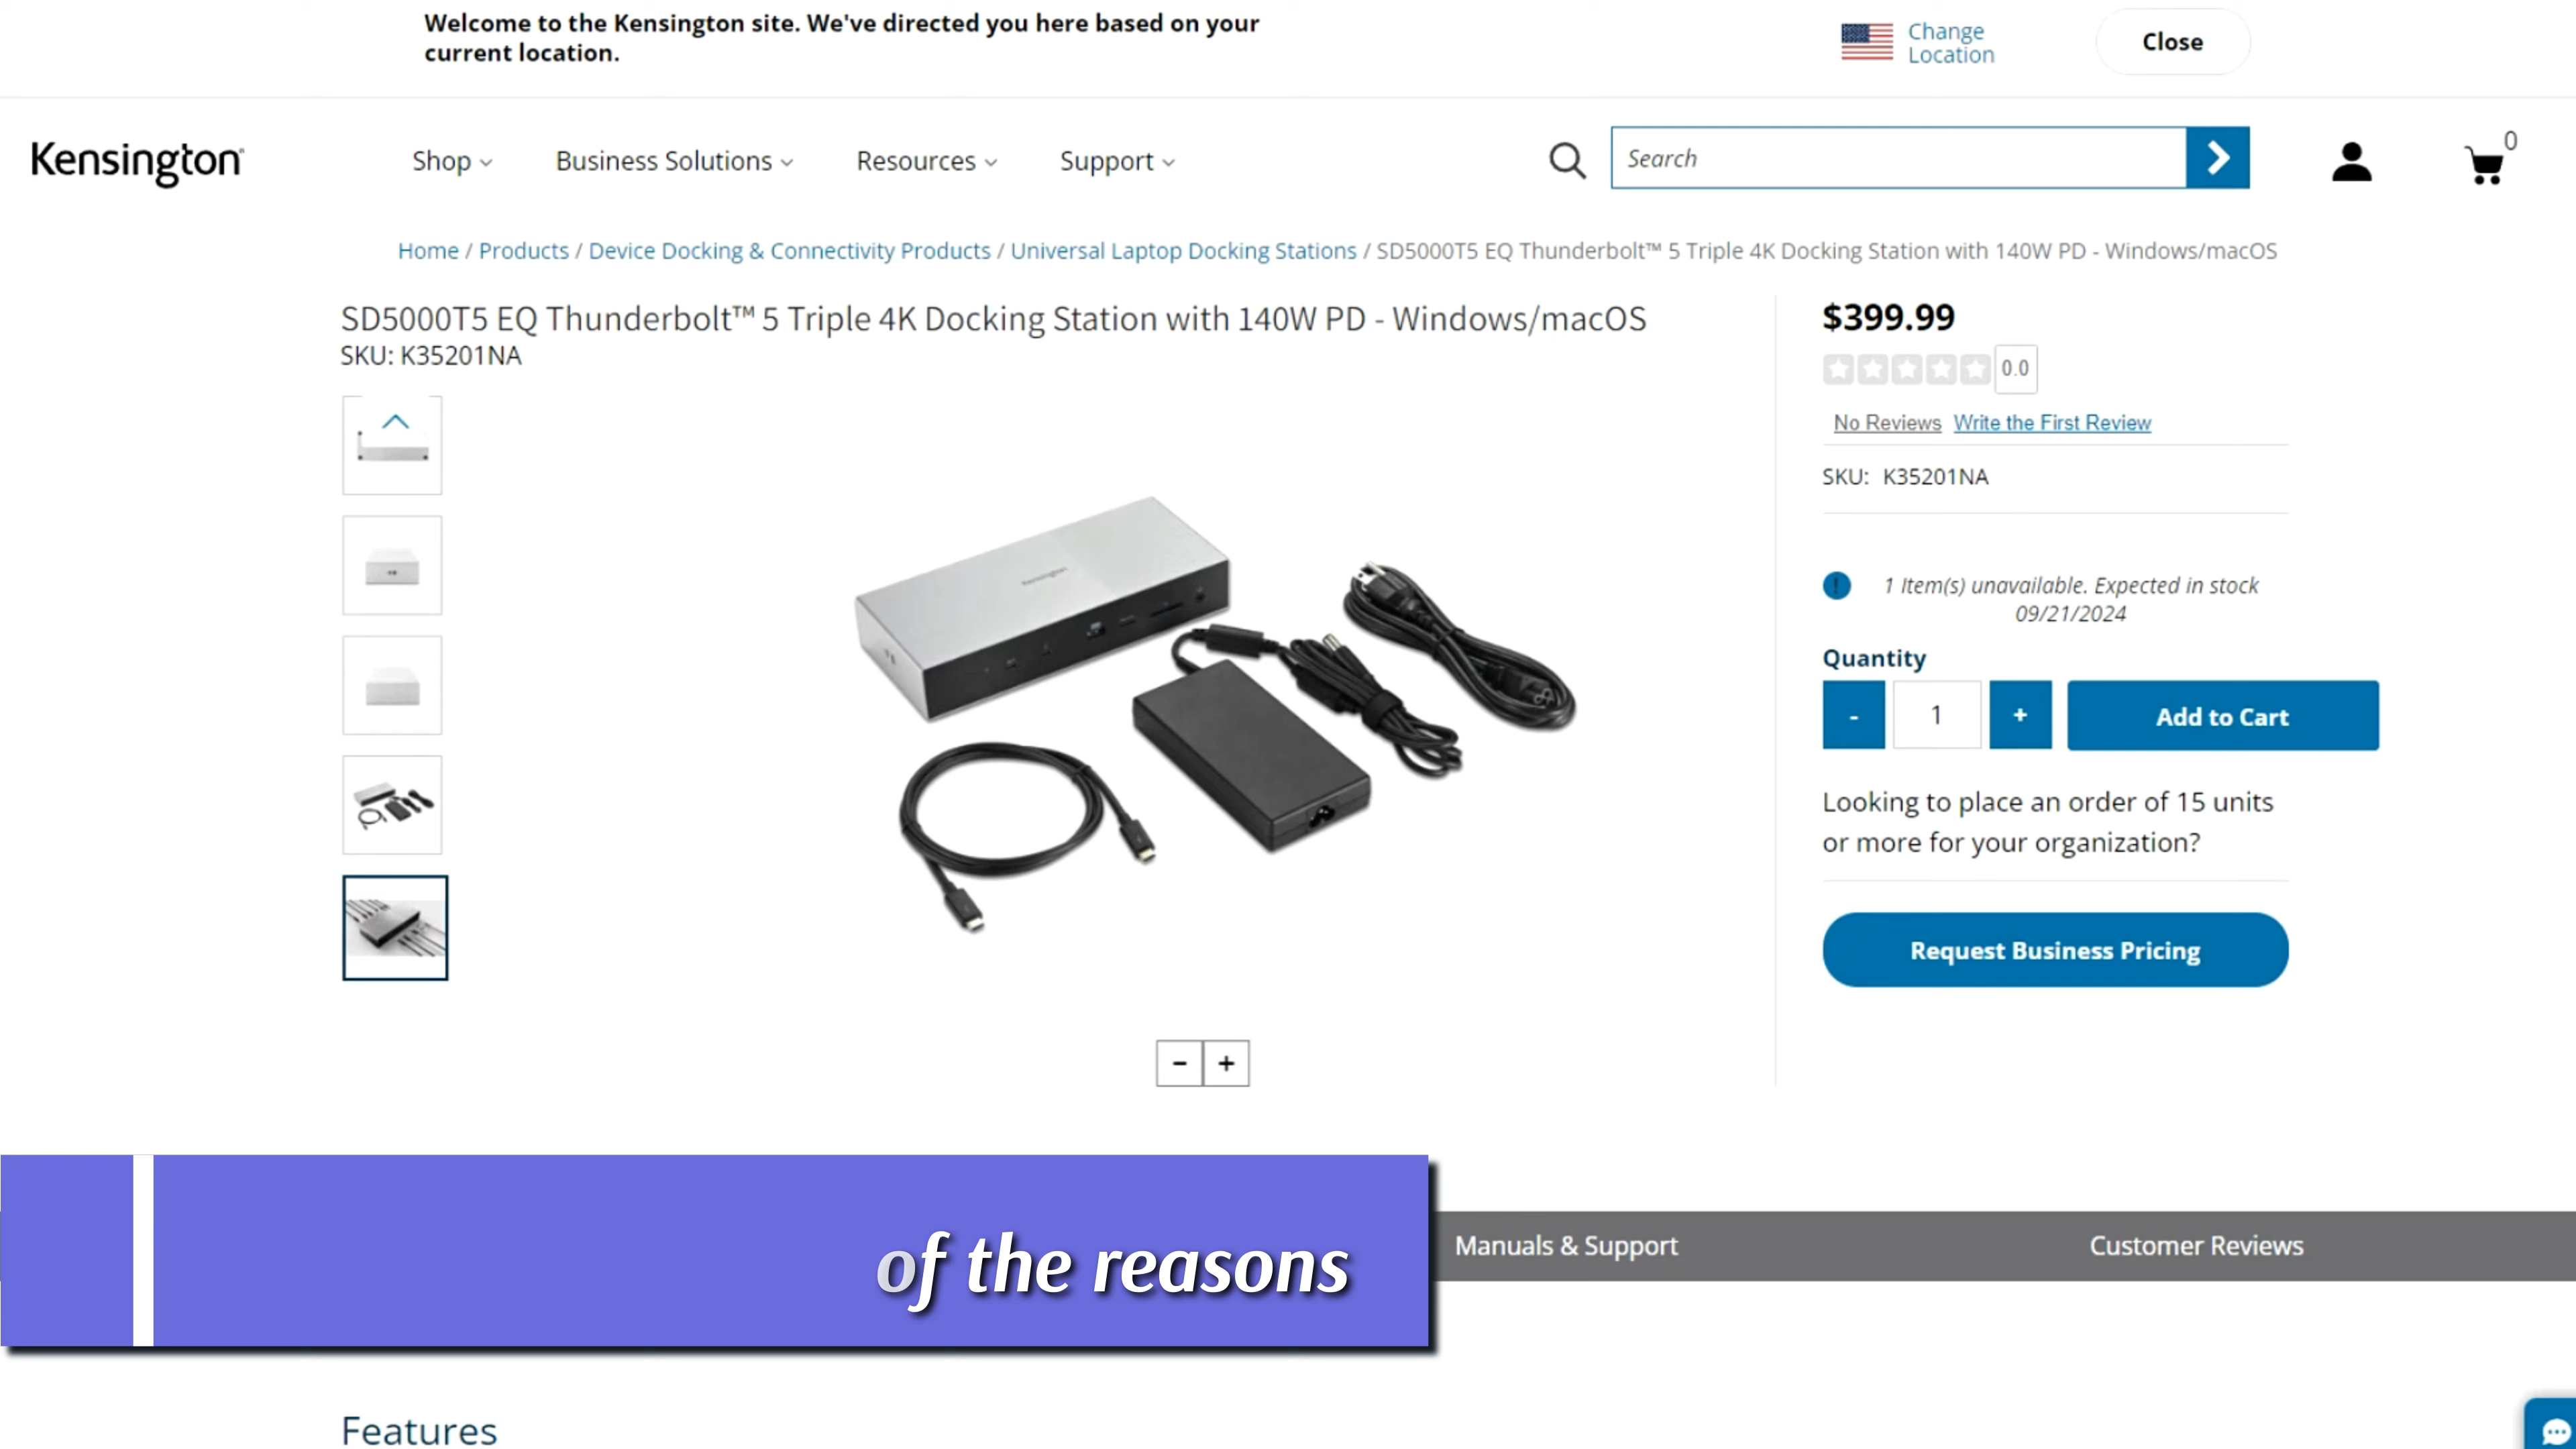 Welcome to the Kensington site. We've directed you here based on your
current location.
Change
Location
Close
Kensington
Shop
Business Solutions
Resources
Support
Search
0
Home / Products / Device Docking & Connectivity Products / Universal Laptop Docking Stations / SD5000T5 EQ Thunderbolt™ 5 Triple 4K Docking Station with 140W PD - Windows/macOS
SD5000T5 EQ Thunderbolt™ 5 Triple 4K Docking Station with 140W PD - Windows/macOS
SKU: K35201NA
Kensington
$399.99
0.0
No Reviews Write the First Review
SKU: K35201NA
1 Item(s) unavailable. Expected in stock
09/21/2024
Quantity
- 1 +
Add to Cart
Looking to place an order of 15 units
or more for your organization?
Request Business Pricing
- +
of the reasons
Manuals & Support
Customer Reviews
Features